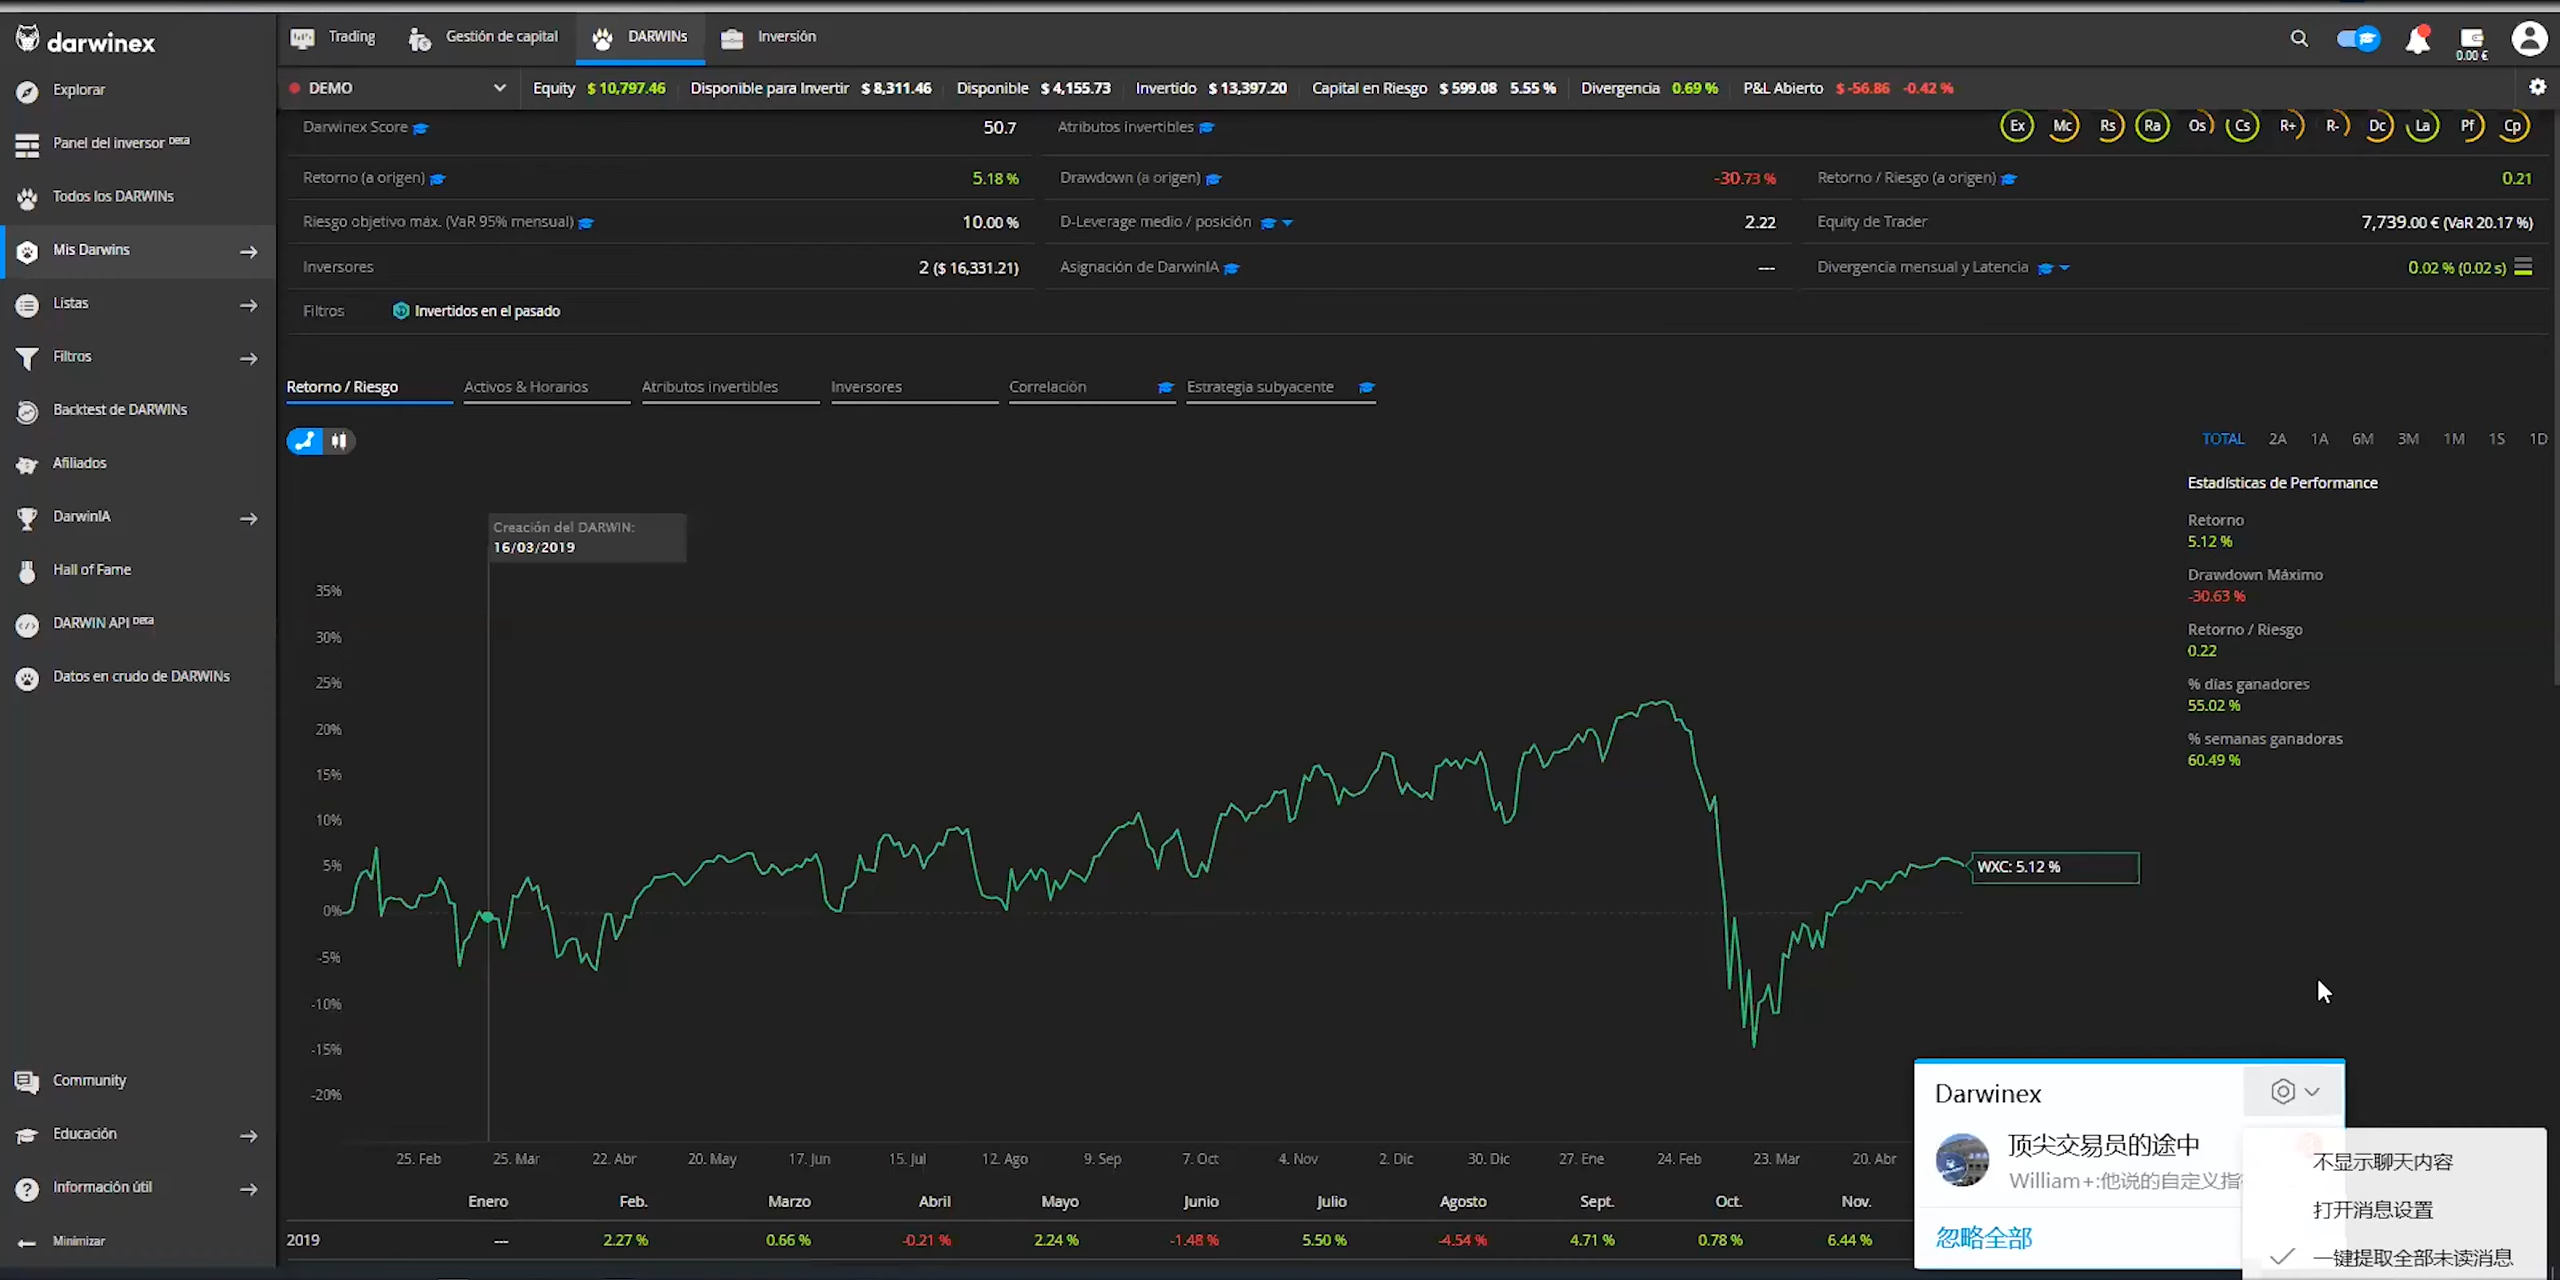 darwinex
Trading
Gestión de capital
DARWINs
Inversión
0.00 €
DEMO
Equity $ 10,797.46
Disponible para Invertir $ 8,311.46
Disponible $ 4,155.73
Invertido $ 13,397.20
Capital en Riesgo $ 599.08 5.55 %
Divergencia 0.69 %
P&L Abierto $ -56.86 -0.42 %
Explorar
Panel del inversor beta
Todos los DARWINs
Mis Darwins
Listas
Filtros
Backtest de DARWINs
Afiliados
DarwinIA
Hall of Fame
DARWIN API beta
Datos en crudo de DARWINs
Community
Educación
Información útil
Minimizar
Darwinex Score 50.7
Atributos invertibles
Ex Mc Rs Ra Os Cs R+ R- Dc La Pf Cp
Retorno (a origen) 5.18 %
Drawdown (a origen) -30.73 %
Retorno / Riesgo (a origen) 0.21
Riesgo objetivo máx. (VaR 95% mensual) 10.00 %
D-Leverage medio / posición 2.22
Equity de Trader 7,739.00 € (VaR 20.17 %)
Inversores 2 ($ 16,331.21)
Asignación de DarwinIA ---
Divergencia mensual y Latencia 0.02 % (0.02 s)
Filtros Invertidos en el pasado
Retorno / Riesgo
Activos & Horarios
Atributos invertibles
Inversores
Correlación
Estrategia subyacente
TOTAL 2A 1A 6M 3M 1M 1S 1D
Estadísticas de Performance
Retorno
5.12 %
Drawdown Máximo
-30.63 %
Retorno / Riesgo
0.22
% días ganadores
55.02 %
% semanas ganadoras
60.49 %
Creación del DARWIN:
16/03/2019
35%
30%
25%
20%
15%
10%
5%
0%
-5%
-10%
-15%
-20%
WXC: 5.12 %
25. Feb 25. Mar 22. Abr 20. May 17. Jun 15. Jul 12. Ago 9. Sep 7. Oct 4. Nov 2. Dic 30. Dic 27. Ene 24. Feb 23. Mar 20. Abr
Enero Feb. Marzo Abril Mayo Junio Julio Agosto Sept. Oct. Nov.
2019 --- 2.27 % 0.66 % -0.21 % 2.24 % -1.48 % 5.50 % -4.54 % 4.71 % 0.78 % 6.44 %
Darwinex
顶尖交易员的途中
William+:他说的自定义指
忽略全部
不显示聊天内容
打开消息设置
一键提取全部未读消息